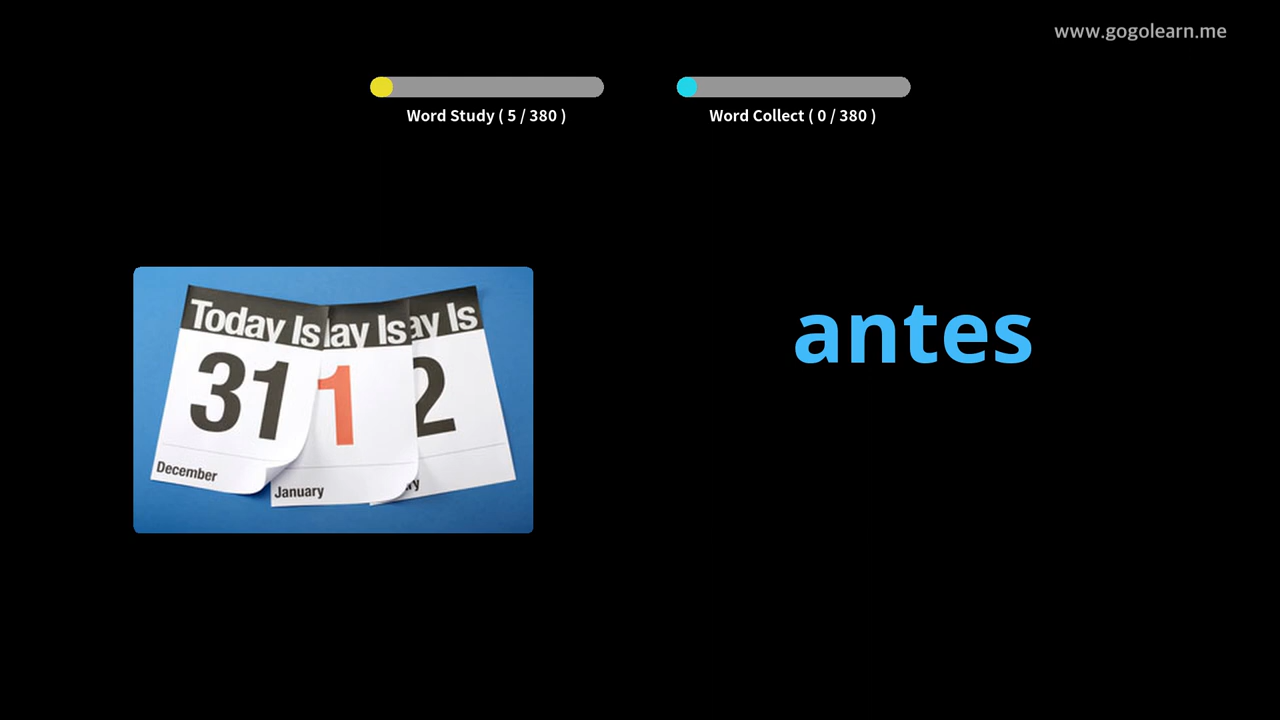 www.gogolearn.me
Word Study ( 5 / 380 )
Word Collect ( 0 / 380 )
Today Is
ay Is
ay Is
31
1
2
December
January
ry
antes